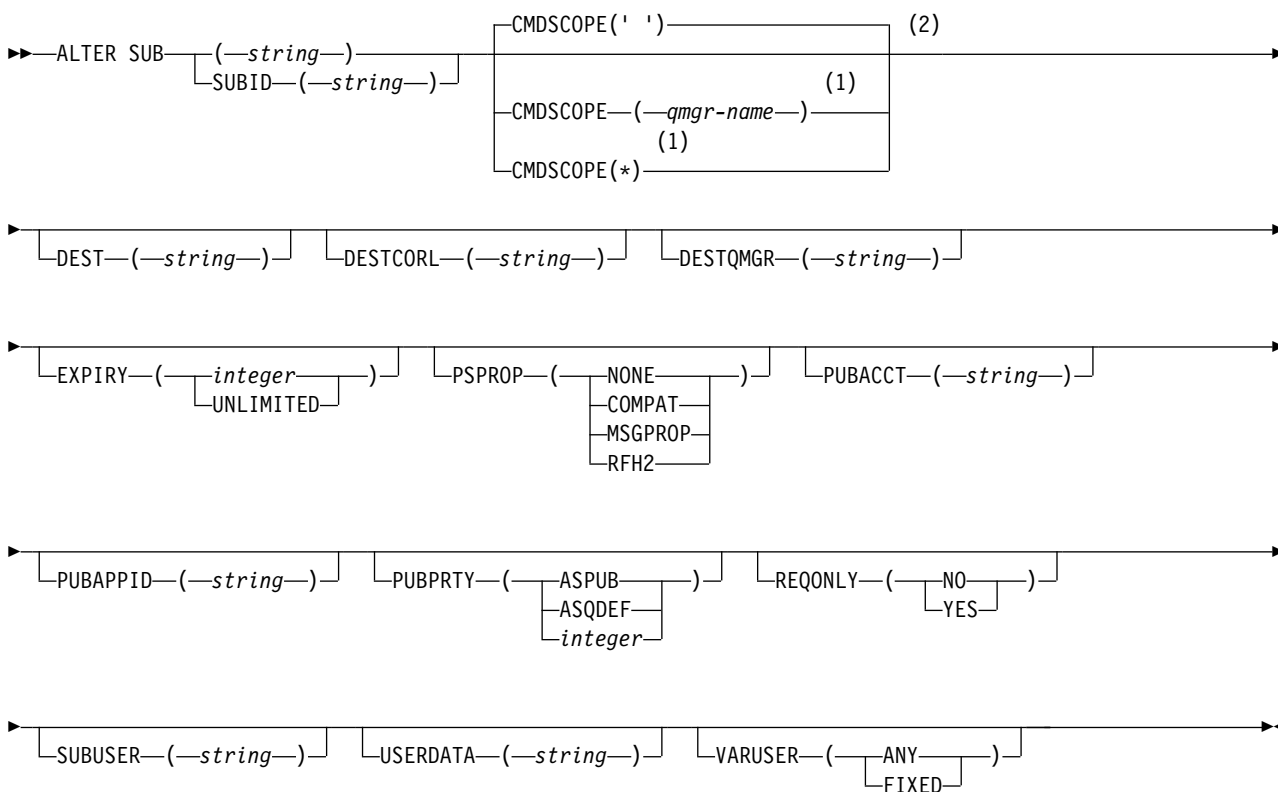 CMDSCOPE(' ') (2)
ALTER SUB (string)
SUBID (string)
(1)
CMDSCOPE (qmgr-name)
(1)
CMDSCOPE(*)
DEST (string) DESTCORL (string) DESTQMGR (string)
EXPIRY ( integer ) PSPROP ( NONE ) PUBACCT (string)
UNLIMITED COMPAT
MSGPROP
RFH2
PUBAPPID (string) PUBPRTY ( ASPUB ) REQONLY ( NO )
ASQDEF YES
integer
SUBUSER (string) USERDATA (string) VARUSER ( ANY )
FIXED